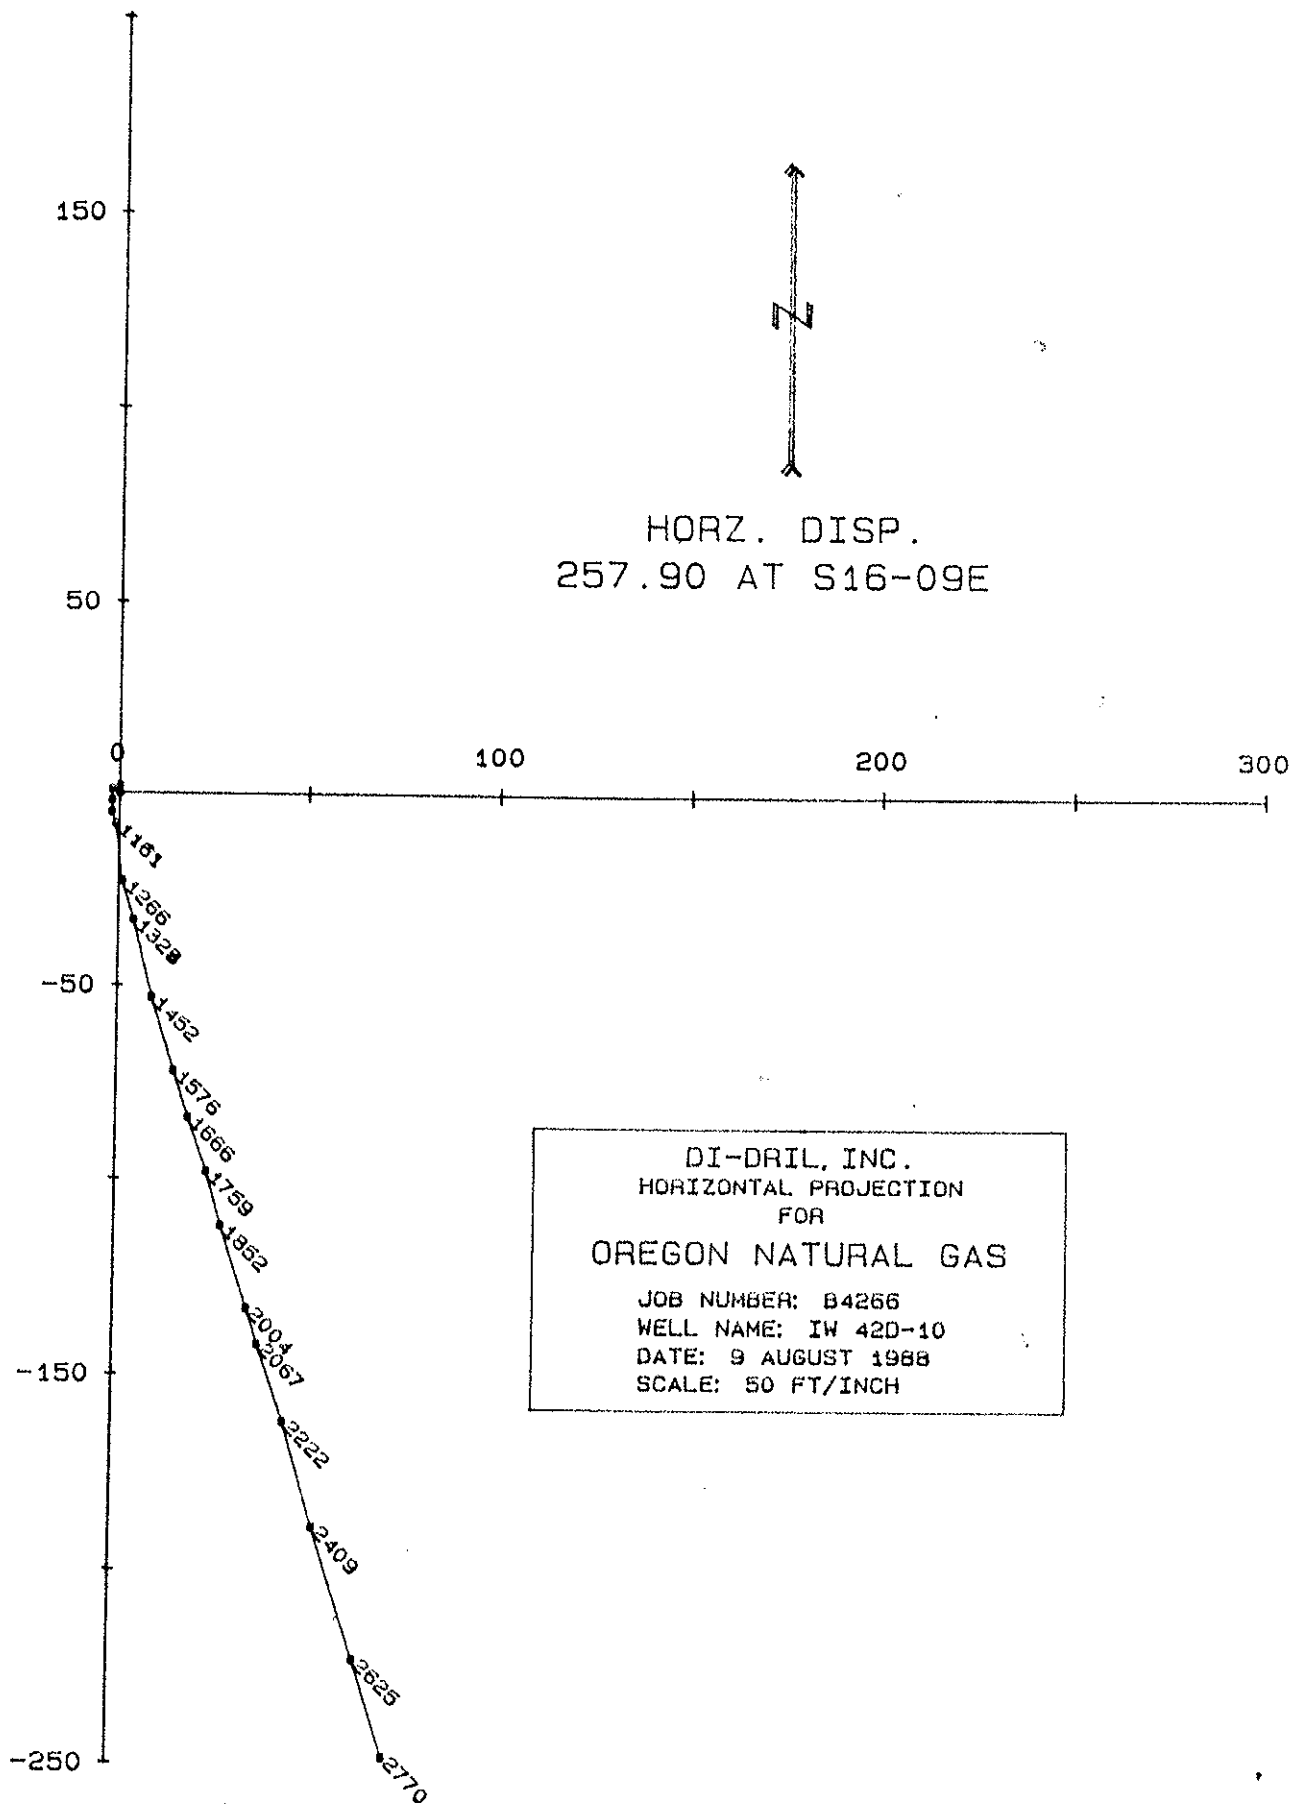 150
N
HORZ. DISP.
257.90 AT S16-09E
50
0
100
200
300
1161
1266
1328
-50
1452
1576
1666
1759
1852
2004
2067
-150
2222
2409
2625
-250
2770
DI-DRIL, INC.
HORIZONTAL PROJECTION
FOR
OREGON NATURAL GAS
JOB NUMBER: B4266
WELL NAME: IW 42D-10
DATE: 9 AUGUST 1988
SCALE: 50 FT/INCH